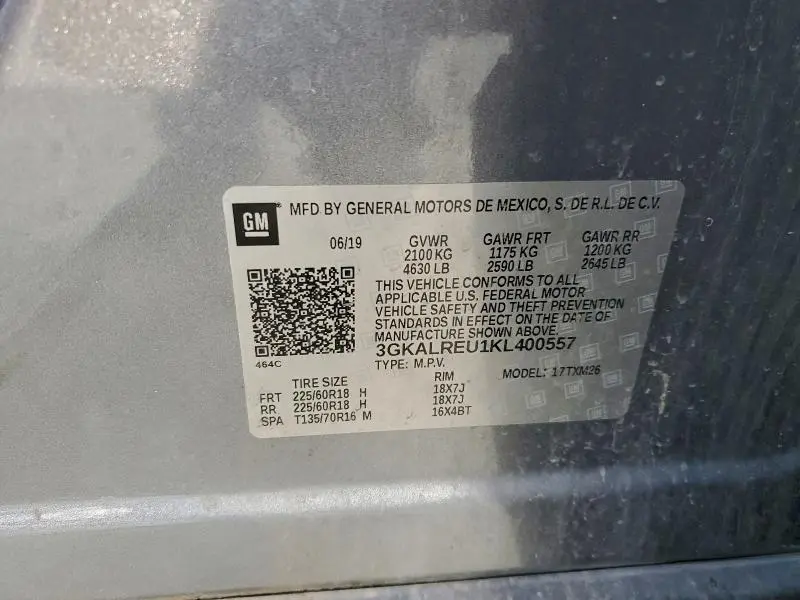 GM MFD BY GENERAL MOTORS DE MEXICO, S. DE R.L. DE C.V.
06/19 GVWR GAWR FRT GAWR RR
2100 KG 1175 KG 1200 KG
4630 LB 2590 LB 2645 LB
THIS VEHICLE CONFORMS TO ALL
APPLICABLE U.S. FEDERAL MOTOR
VEHICLE SAFETY AND THEFT PREVENTION
STANDARDS IN EFFECT ON THE DATE OF
MANUFACTURE SHOWN ABOVE.
3GKALREU1KL400557
464C
TYPE: M.P.V. MODEL: 17TXM26
TIRE SIZE RIM
FRT 225/60R18 H 18X7J
RR 225/60R18 H 18X7J
SPA T135/70R16 M 16X4BT